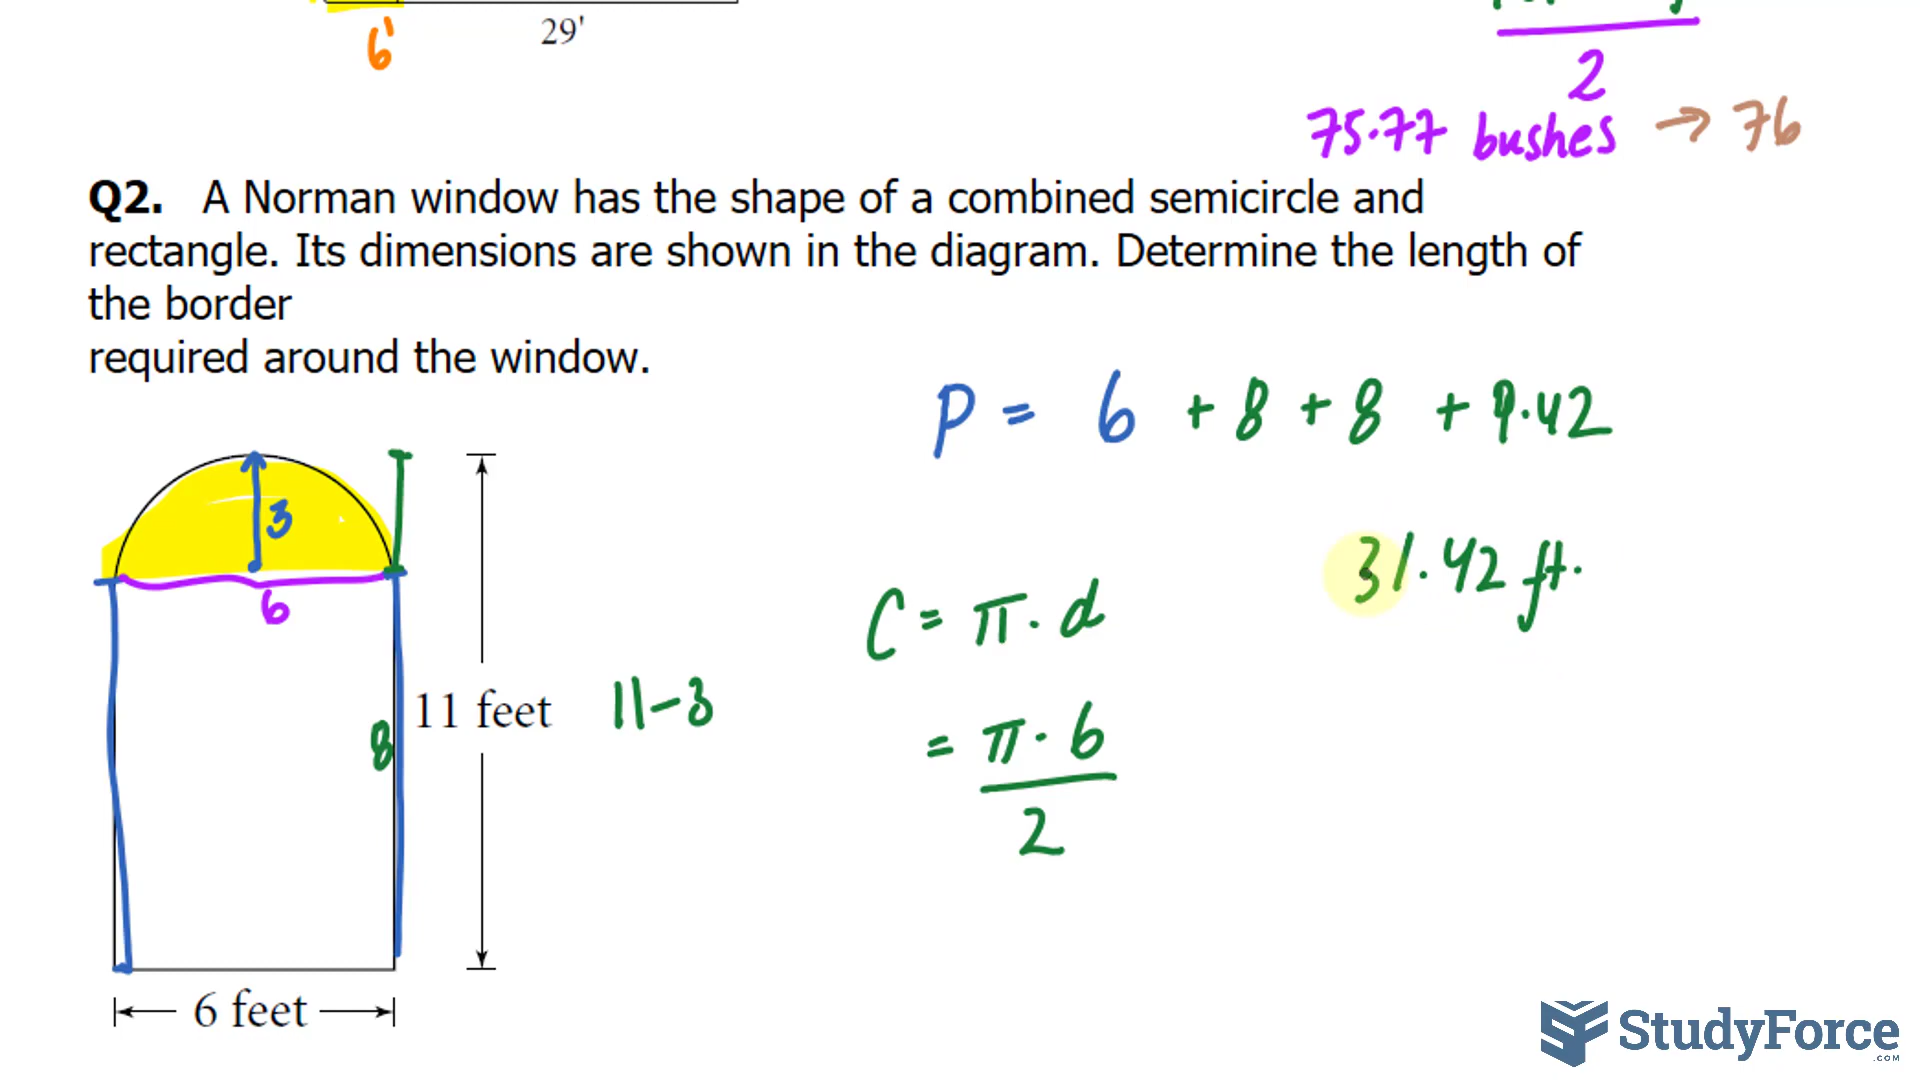 6'
29'
2
75.77 bushes → 76
Q2. A Norman window has the shape of a combined semicircle and
rectangle. Its dimensions are shown in the diagram. Determine the length of
the border
required around the window.
P = 6 + 8 + 8 + 9.42
3
6
31.42 ft.
C = π · d
11 feet
11-3
8
= π · 6
2
6 feet
StudyForce
.COM